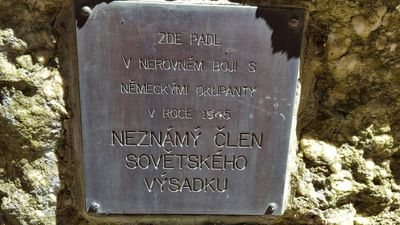 ZDE PADL
V NEROVNÉM BOJI S
NĚMECKÝMI OKUPANTY
V ROCE 1945
NEZNÁMÝ ČLEN
SOVĚTSKÉHO
VÝSADKU